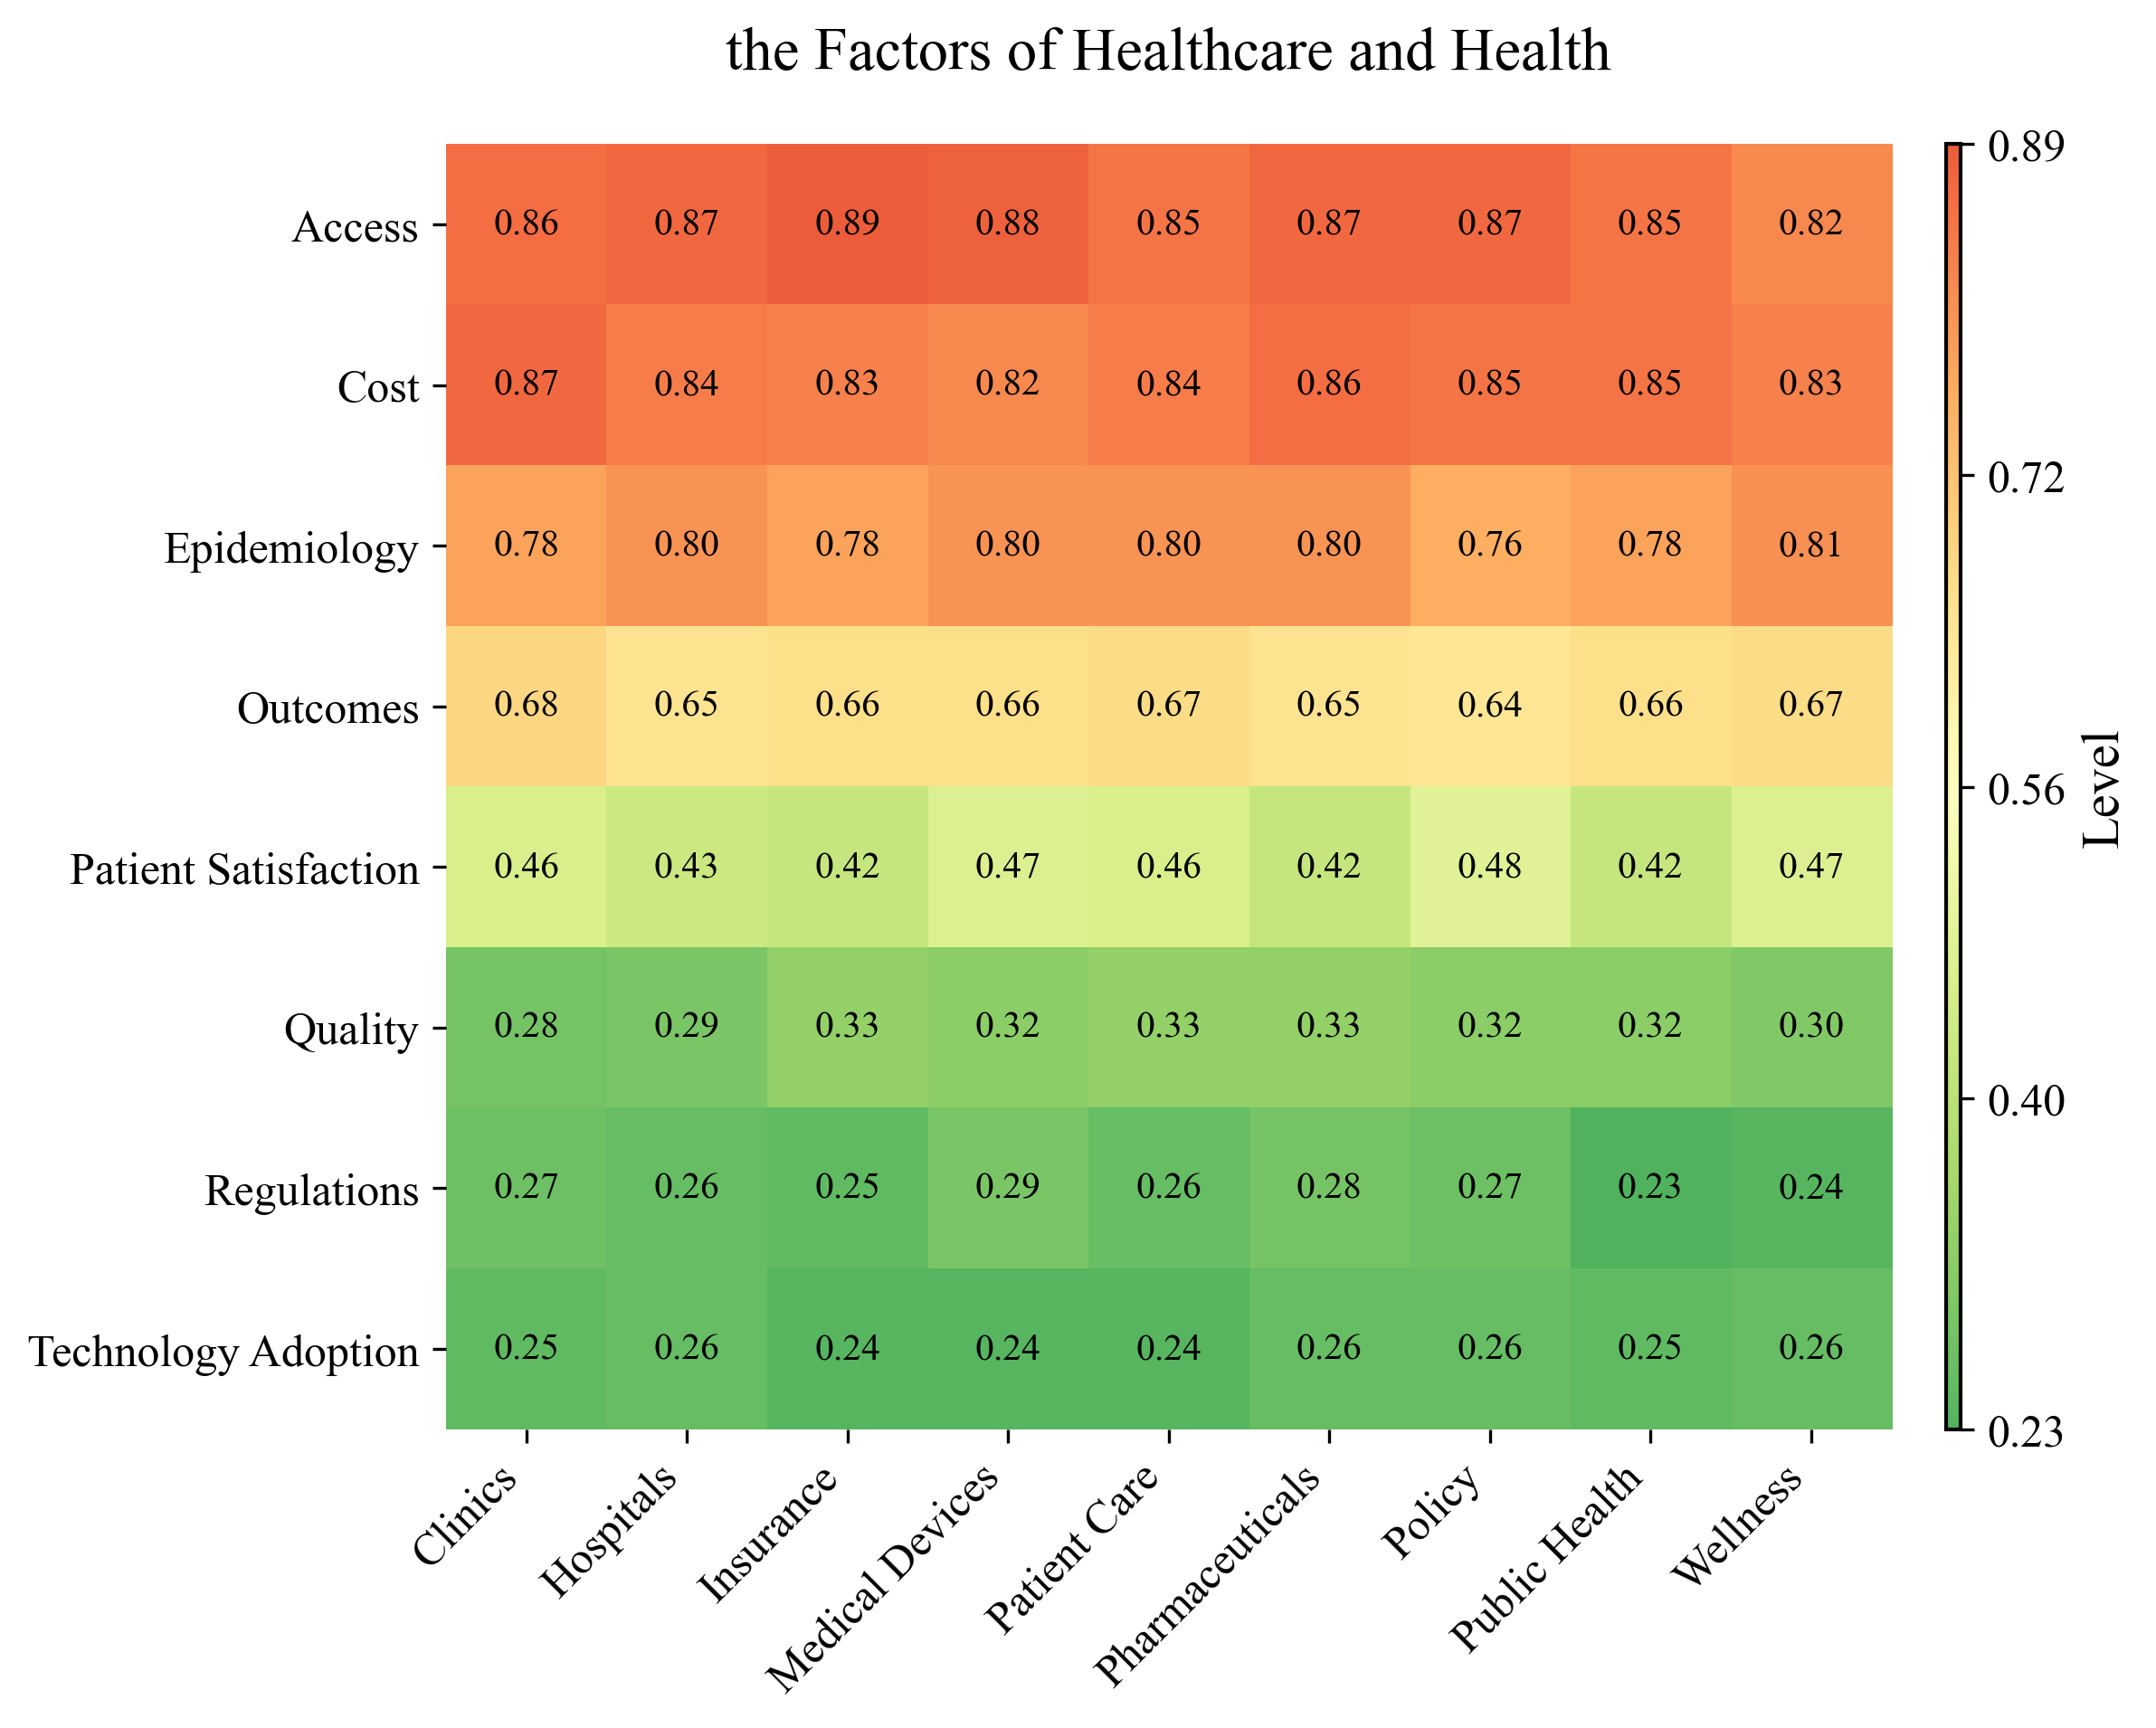 the Factors of Healthcare and Health
Access 0.86 0.87 0.89 0.88 0.85 0.87 0.87 0.85 0.82
Cost 0.87 0.84 0.83 0.82 0.84 0.86 0.85 0.85 0.83
Epidemiology 0.78 0.80 0.78 0.80 0.80 0.80 0.76 0.78 0.81
Outcomes 0.68 0.65 0.66 0.66 0.67 0.65 0.64 0.66 0.67
Patient Satisfaction 0.46 0.43 0.42 0.47 0.46 0.42 0.48 0.42 0.47
Quality 0.28 0.29 0.33 0.32 0.33 0.33 0.32 0.32 0.30
Regulations 0.27 0.26 0.25 0.29 0.26 0.28 0.27 0.23 0.24
Technology Adoption 0.25 0.26 0.24 0.24 0.24 0.26 0.26 0.25 0.26
Clinics
Hospitals
Insurance
Medical Devices
Patient Care
Pharmaceuticals
Policy
Public Health
Wellness
0.89
0.72
0.56
0.40
0.23
Level